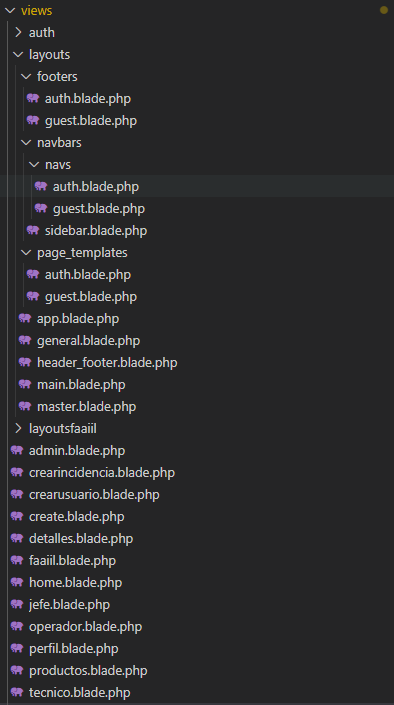 views
auth
layouts
footers
auth.blade.php
guest.blade.php
navbars
navs
auth.blade.php
guest.blade.php
sidebar.blade.php
page_templates
auth.blade.php
guest.blade.php
app.blade.php
general.blade.php
header_footer.blade.php
main.blade.php
master.blade.php
layoutsfaaiil
admin.blade.php
crearincidencia.blade.php
crearusuario.blade.php
create.blade.php
detalles.blade.php
faaiil.blade.php
home.blade.php
jefe.blade.php
operador.blade.php
perfil.blade.php
productos.blade.php
tecnico.blade.php